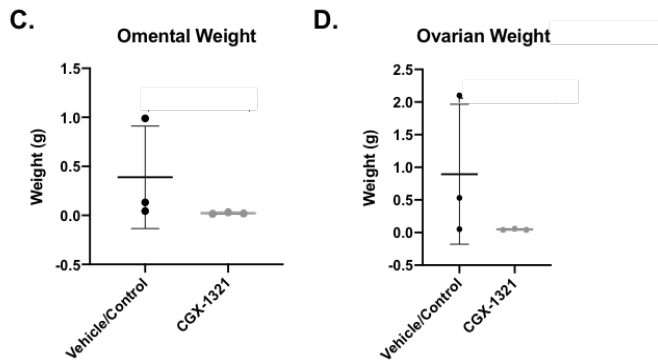 C.
Omental Weight
Weight (g)
1.5
1.0
0.5
0.0
-0.5
Vehicle/Control
CGX-1321
D.
Ovarian Weight
Weight (g)
2.5
2.0
1.5
1.0
0.5
0.0
-0.5
Vehicle/Control
CGX-1321